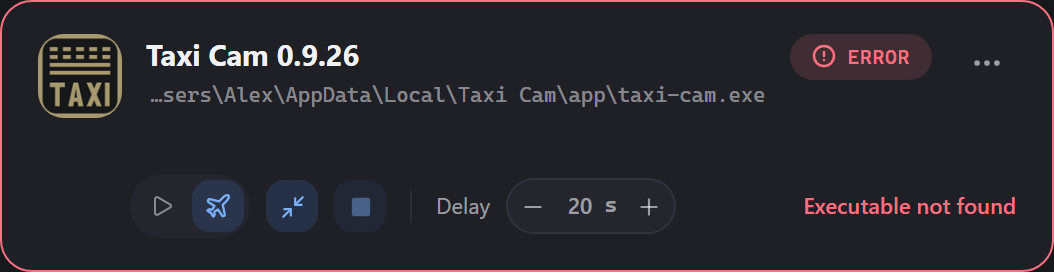 Taxi Cam 0.9.26
ERROR
...
TAXI
…sers\Alex\AppData\Local\Taxi Cam\app\taxi-cam.exe
Delay
− 20 s +
Executable not found